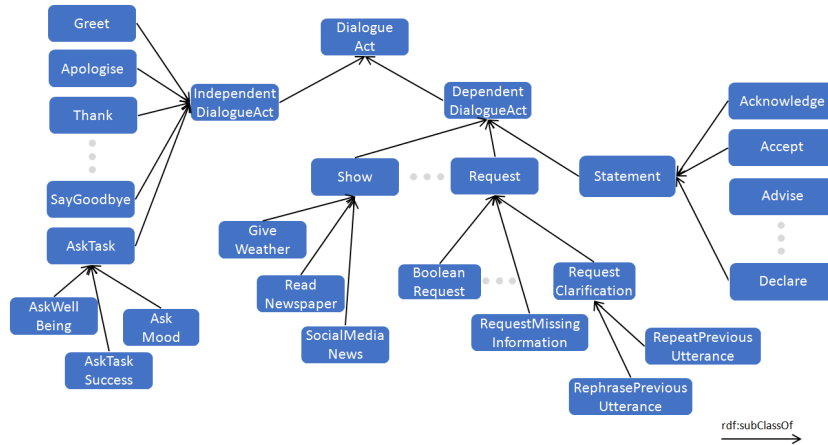 Greet
Dialogue
Act
Apologise
Independent
DialogueAct
Dependent
DialogueAct
Acknowledge
Thank
Accept
Show
Request
Statement
SayGoodbye
Advise
Give
Weather
AskTask
Boolean
Request
Request
Clarification
Declare
Read
Newspaper
AskWell
Being
Ask
Mood
SocialMedia
News
RequestMissing
Information
RepeatPrevious
Utterance
AskTask
Success
RephrasePrevious
Utterance
rdf:subClassOf